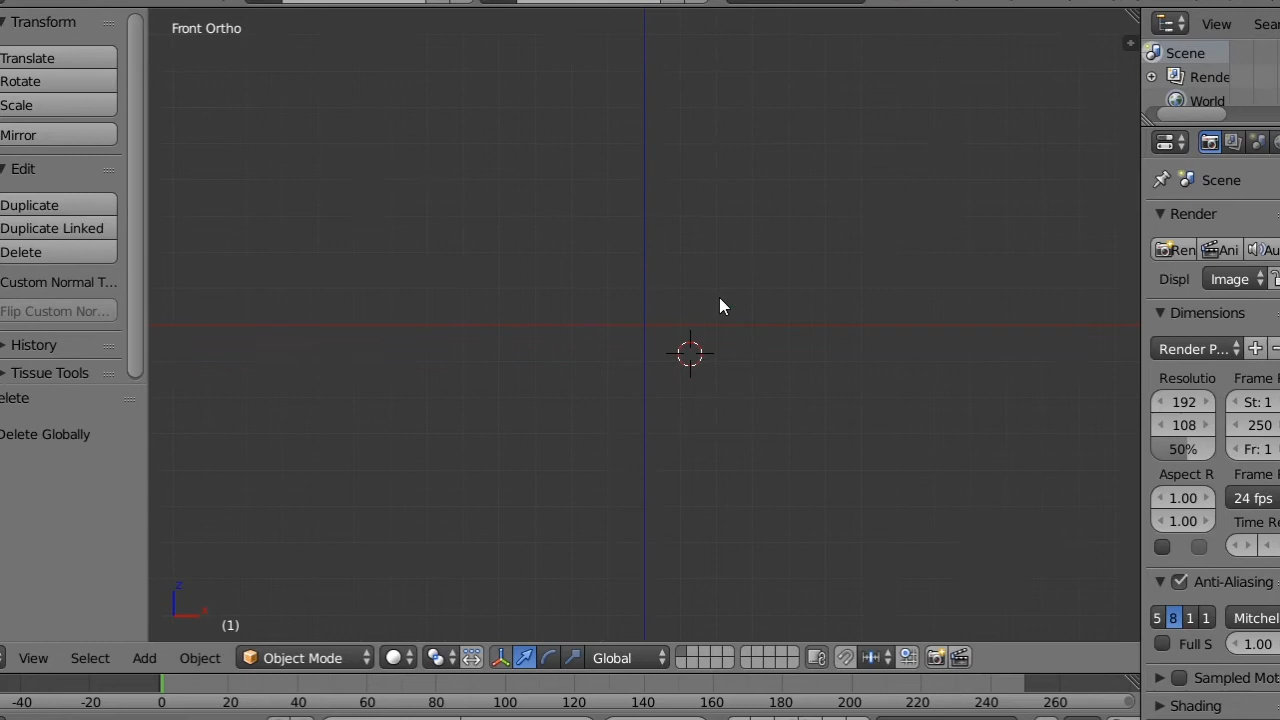 Transform
Translate
Rotate
Scale
Mirror
Edit
Duplicate
Duplicate Linked
Delete
Custom Normal T...
Flip Custom Nor...
History
Tissue Tools
elete
Delete Globally
Front Ortho
z
x
(1)
View Select Add Object Object Mode Global
-40 -20 0 20 40 60 80 100 120 140 160 180 200 220 240 260
View Sear
Scene
Rende
World
Scene
Render
Ren Ani Au
Displ Image
Dimensions
Render P...
Resolutio Frame R
192 St: 1
108 250
50% Fr: 1
Aspect R Frame R
1.00 24 fps
1.00 Time Re
Anti-Aliasing
5 8 1 1 Mitchel
Full S 1.00
Sampled Mot
Shading